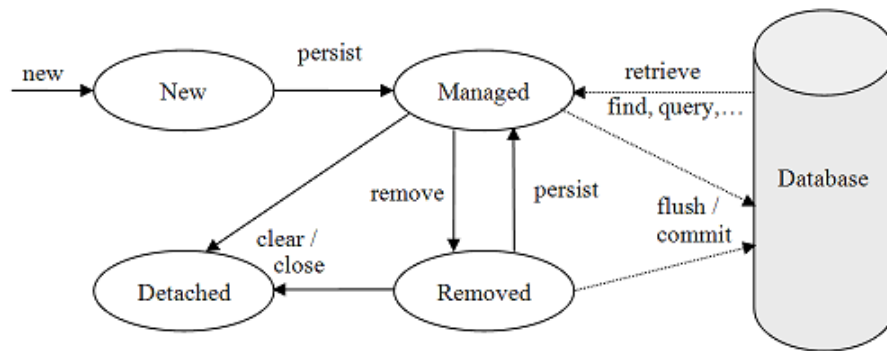 persist
retrieve
new
New
Managed
find, query,...
Database
remove
persist
flush /
commit
clear /
close
Detached
Removed